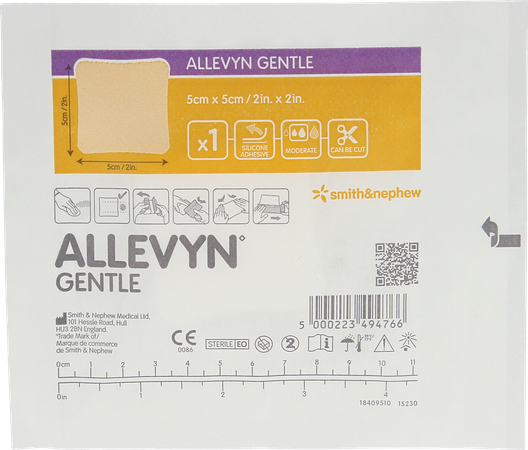 ALLEVYN GENTLE
5cm x 5cm / 2in. x 2in.
5cm / 2in.
5cm / 2in.
x1
SILICONE ADHESIVE
MODERATE
CAN BE CUT
smith&nephew
ALLEVYN◊
GENTLE
Smith & Nephew Medical Ltd,
101 Hessle Road, Hull
HU3 2BN England.
◊Trade Mark of/
Marque de commerce
de Smith & Nephew
CE
0086
STERILE EO
2
i
5 000223 494766
0cm 1 2 3 4 5 6 7 8 9 10 11
0in 1 2 3 4
18409510 15230